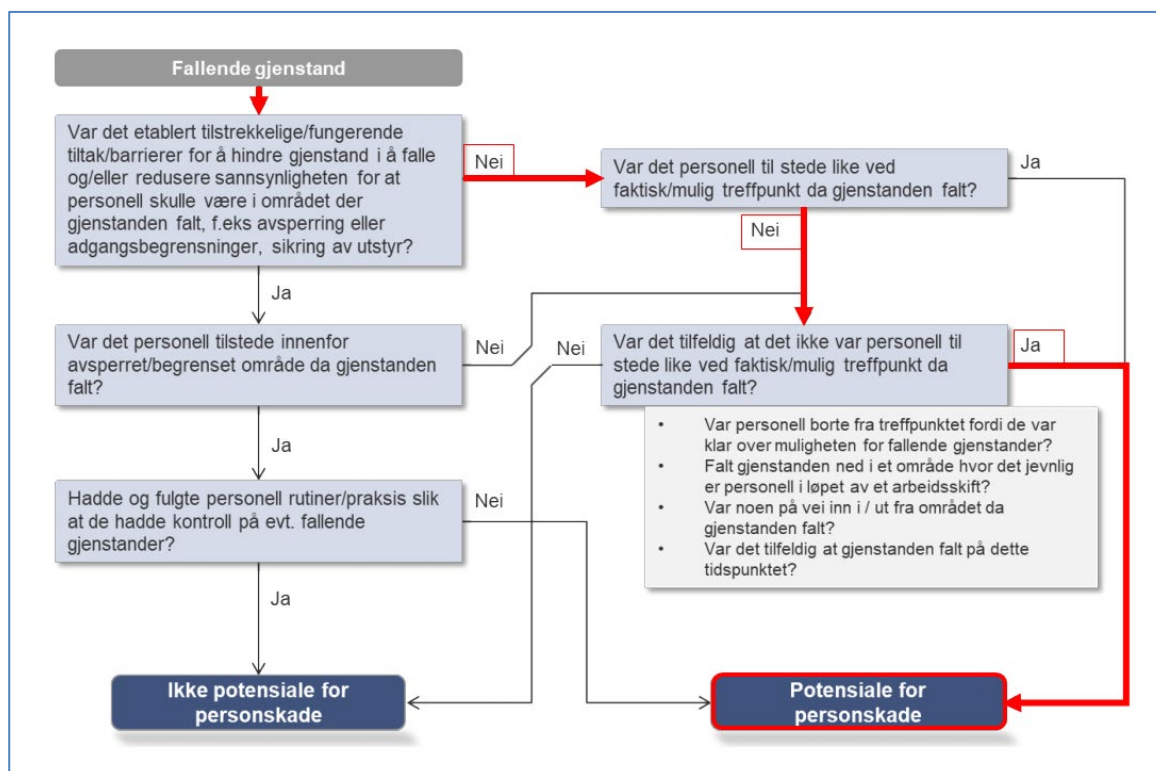 Fallende gjenstand
Var det etablert tilstrekkelige/fungerende
tiltak/barrierer for å hindre gjenstand i å falle
og/eller redusere sannsynligheten for at
personell skulle være i området der
gjenstanden falt, f.eks avsperring eller
adgangsbegrensninger, sikring av utstyr?
Nei
Var det personell til stede like ved
faktisk/mulig treffpunkt da gjenstanden falt?
Ja
Nei
Ja
Var det personell tilstede innenfor
avsperret/begrenset område da gjenstanden
falt?
Nei
Nei
Var det tilfeldig at det ikke var personell til
stede like ved faktisk/mulig treffpunkt da
gjenstanden falt?
Ja
• Var personell borte fra treffpunktet fordi de var
klar over muligheten for fallende gjenstander?
• Falt gjenstanden ned i et område hvor det jevnlig
er personell i løpet av et arbeidsskift?
• Var noen på vei inn i / ut fra området da
gjenstanden falt?
• Var det tilfeldig at gjenstanden falt på dette
tidspunktet?
Ja
Hadde og fulgte personell rutiner/praksis slik
at de hadde kontroll på evt. fallende
gjenstander?
Nei
Ja
Ikke potensiale for
personskade
Potensiale for
personskade